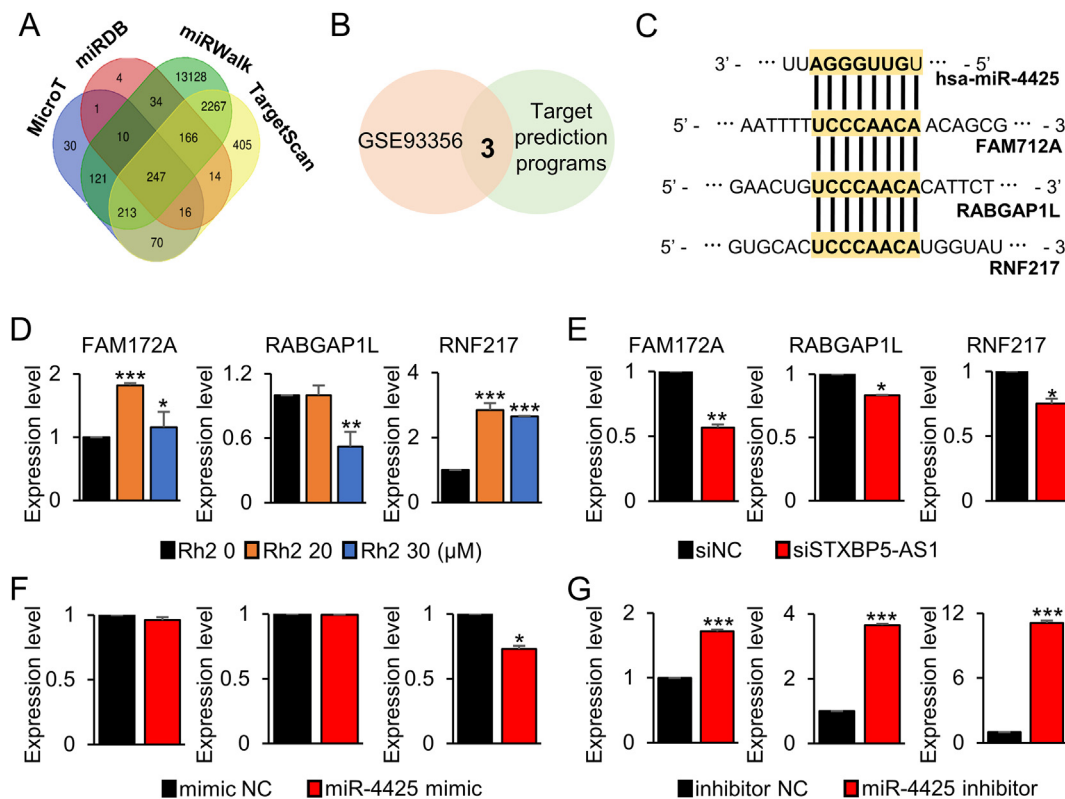 A
MicroT
miRDB
miRWalk
TargetScan
4
13128
1
34
2267
30
10
166
405
121
247
14
213
16
70
B
GSE93356
3
Target
prediction
programs
C
3' - ··· UUAGGGUUGU ··· - 5'
hsa-miR-4425
5' - ··· AATTTTUCCCAACA ACAGCG ··· - 3
FAM712A
5' - ··· GAACUGUCCCAACACATTCT ··· - 3'
RABGAP1L
5' - ··· GUGCACUCCCAACAUGGUAU ··· - 3
RNF217
D
FAM172A
RABGAP1L
RNF217
Expression level
2
1
0
***
*
Expression level
1.2
0.6
0
**
Expression level
4
2
0
***
***
Rh2 0 Rh2 20 Rh2 30 (μM)
E
FAM172A
RABGAP1L
RNF217
Expression level
1
0.5
0
**
Expression level
1
0.5
0
*
Expression level
1
0.5
0
*
siNC siSTXBP5-AS1
F
Expression level
1
0.5
0
Expression level
1
0.5
0
Expression level
1
0.5
0
*
mimic NC miR-4425 mimic
G
Expression level
2
1
0
***
Expression level
4
2
0
***
Expression level
12
6
0
***
inhibitor NC miR-4425 inhibitor